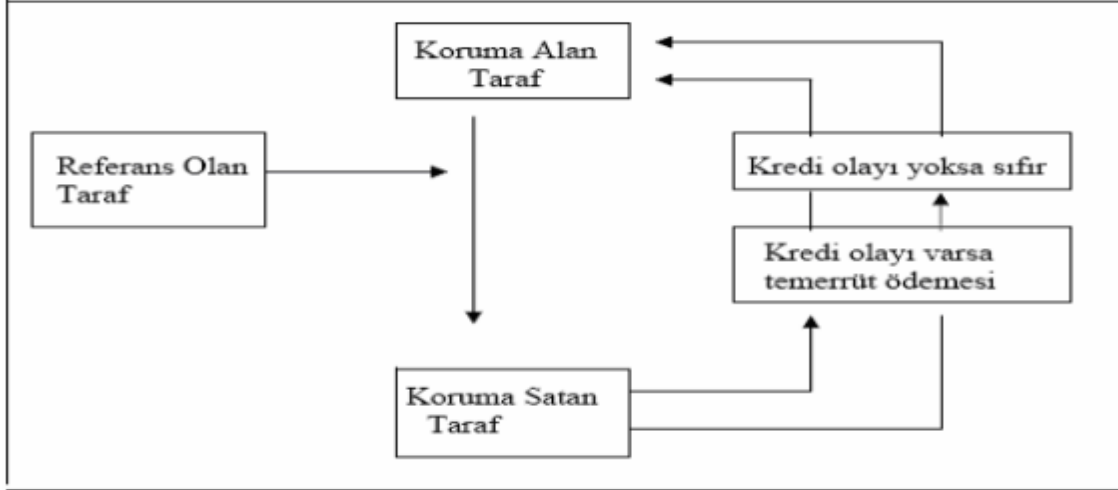 Koruma Alan
Taraf
Referans Olan
Taraf
Kredi olayı yoksa sıfır
Kredi olayı varsa
temerrüt ödemesi
Koruma Satan
Taraf